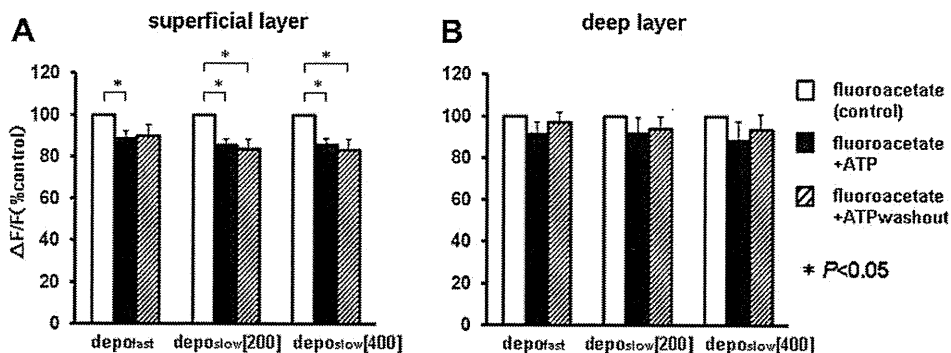 A
superficial layer
ΔF/F(%control)
120
100
80
60
40
20
0
*
*
*
*
*
depofast
deposlow[200]
deposlow[400]
B
deep layer
120
100
80
60
40
20
0
depofast
deposlow[200]
deposlow[400]
fluoroacetate
(control)
fluoroacetate
+ATP
fluoroacetate
+ATPwashout
* P<0.05